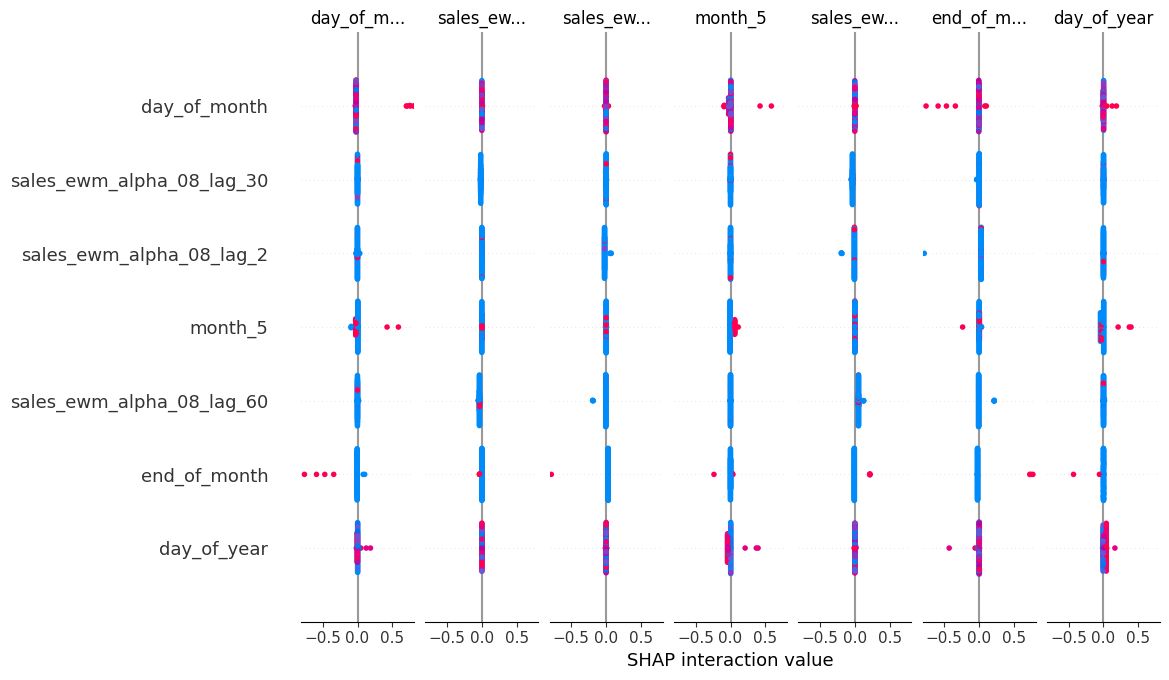 day_of_m... sales_ew... sales_ew... month_5 sales_ew... end_of_m... day_of_year
day_of_month
sales_ewm_alpha_08_lag_30
sales_ewm_alpha_08_lag_2
month_5
sales_ewm_alpha_08_lag_60
end_of_month
day_of_year
−0.5 0.0 0.5 −0.5 0.0 0.5 −0.5 0.0 0.5 −0.5 0.0 0.5 −0.5 0.0 0.5 −0.5 0.0 0.5 −0.5 0.0 0.5
SHAP interaction value